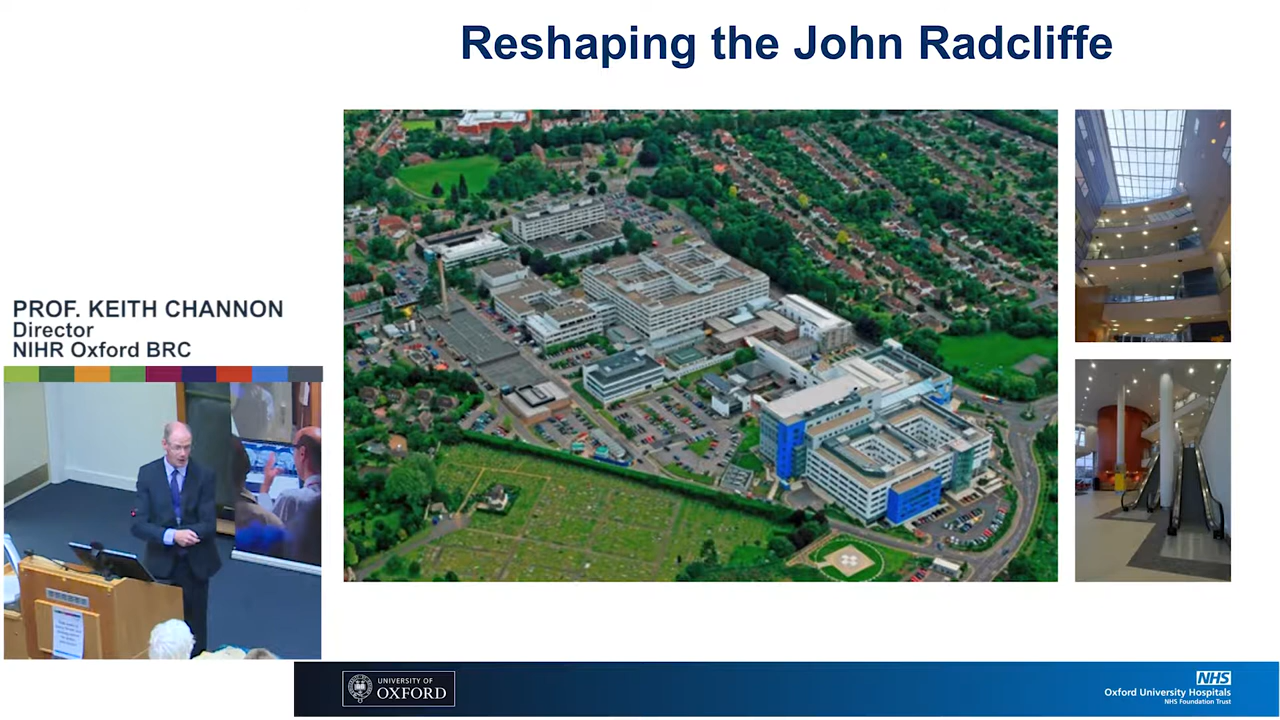 Reshaping the John Radcliffe
PROF. KEITH CHANNON
Director
NIHR Oxford BRC
UNIVERSITY OF
OXFORD
NHS
Oxford University Hospitals
NHS Foundation Trust